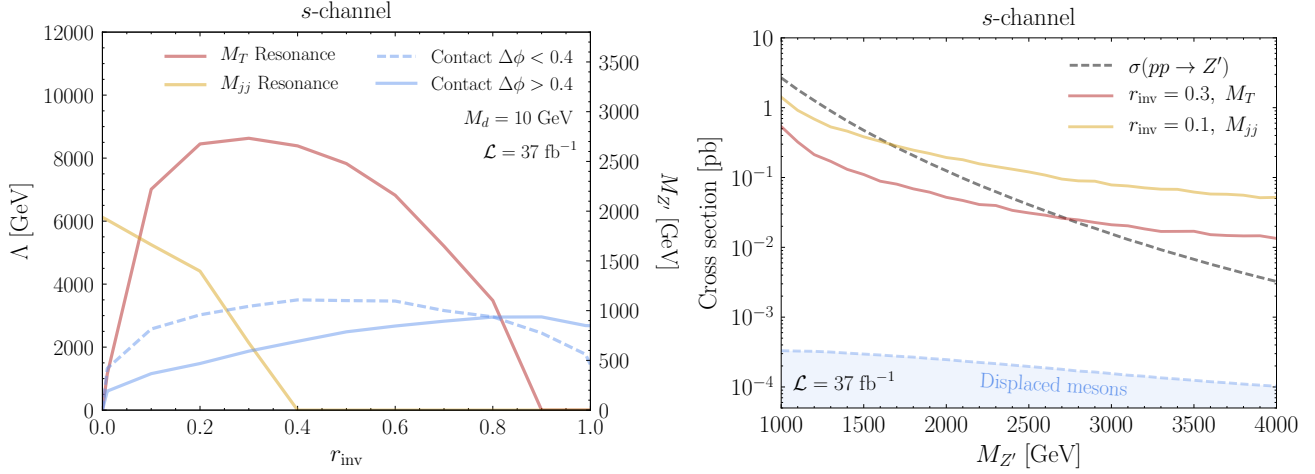 s-channel
12000
10000
8000
6000
4000
2000
0
Λ [GeV]
M_T Resonance
M_jj Resonance
Contact Δϕ < 0.4
Contact Δϕ > 0.4
M_d = 10 GeV
ℒ = 37 fb⁻¹
3500
3000
2500
2000
1500
1000
500
0
M_Z′ [GeV]
0.0 0.2 0.4 0.6 0.8 1.0
r_inv
s-channel
10
1
10⁻¹
10⁻²
10⁻³
10⁻⁴
Cross section [pb]
σ(pp → Z′)
r_inv = 0.3, M_T
r_inv = 0.1, M_jj
ℒ = 37 fb⁻¹
Displaced mesons
1000 1500 2000 2500 3000 3500 4000
M_Z′ [GeV]